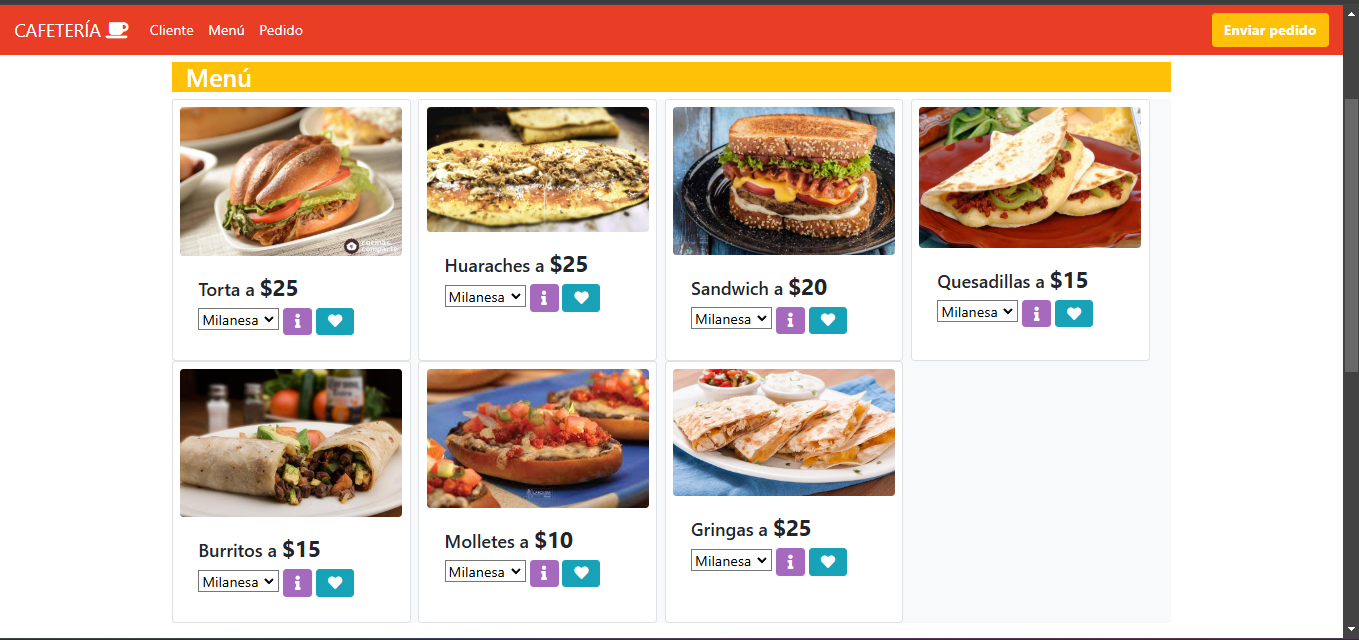 CAFETERÍA Cliente Menú Pedido Enviar pedido
Menú
Torta a $25
Milanesa
Huaraches a $25
Milanesa
Sandwich a $20
Milanesa
Quesadillas a $15
Milanesa
Burritos a $15
Milanesa
Molletes a $10
Milanesa
Gringas a $25
Milanesa